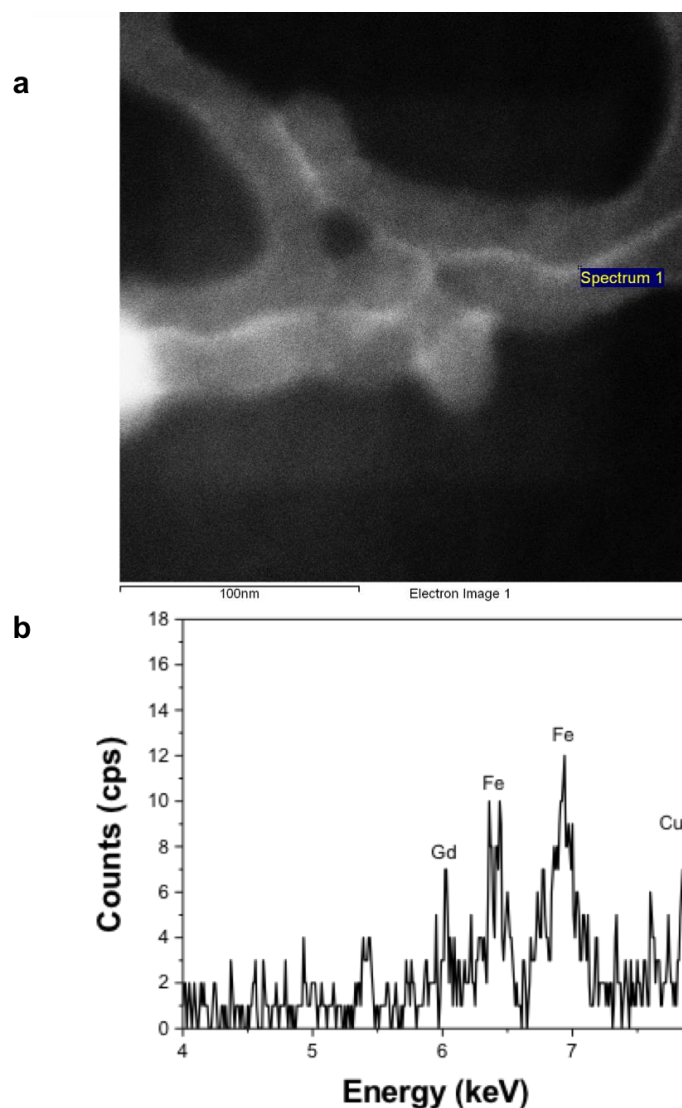 a
Spectrum 1
100nm Electron Image 1
b
18
16
14
12
10
8
6
4
2
0
Counts (cps)
Gd
Fe
Fe
Cu
4 5 6 7
Energy (keV)